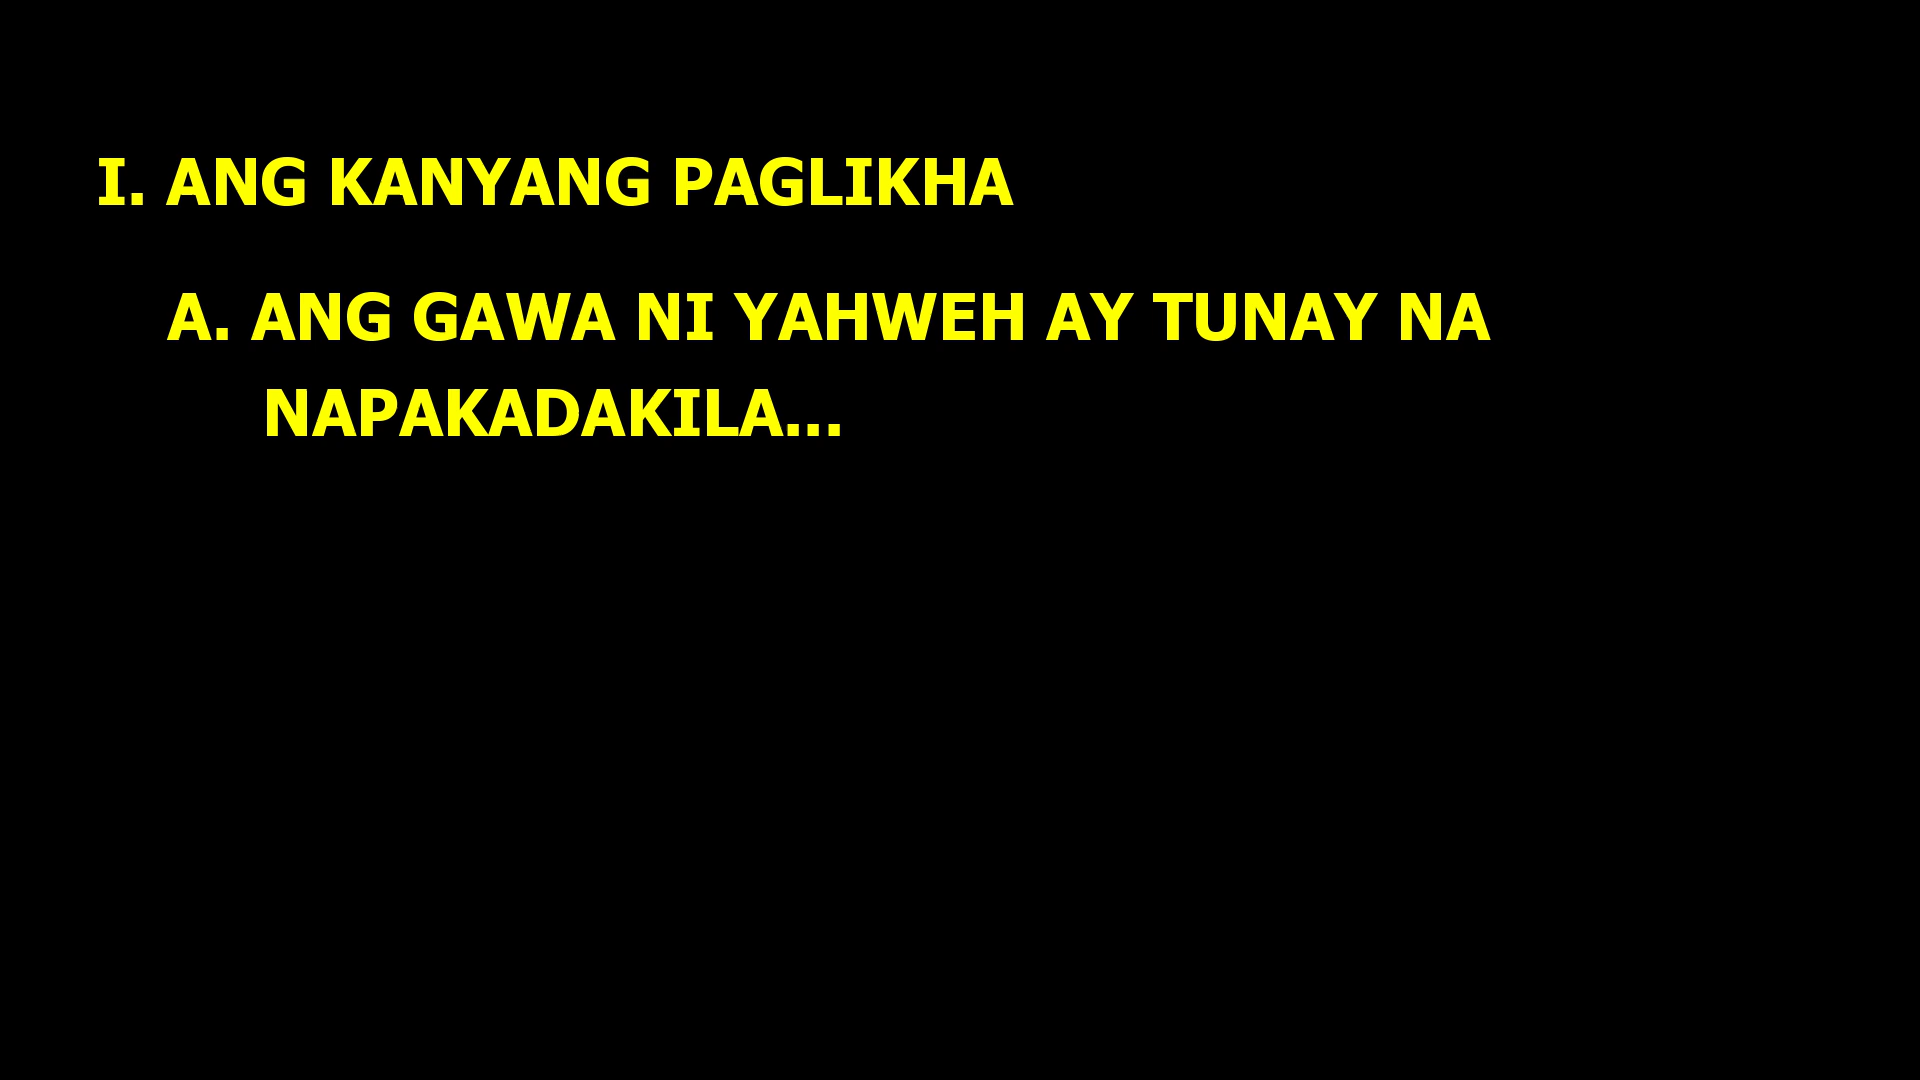 I. ANG KANYANG PAGLIKHA
A. ANG GAWA NI YAHWEH AY TUNAY NA
NAPAKADAKILA...